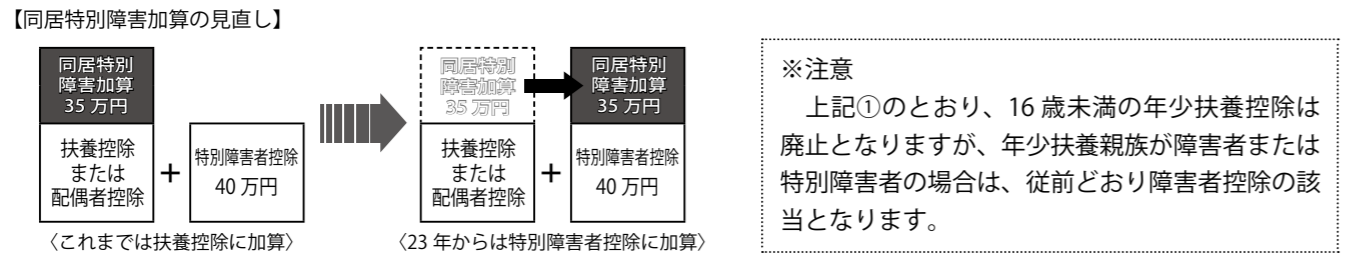 【同居特別障害加算の見直し】
同居特別
障害加算
35 万円
扶養控除
または
配偶者控除
+
特別障害者控除
40 万円
〈これまでは扶養控除に加算〉
同居特別
障害加算
35 万円
扶養控除
または
配偶者控除
+
同居特別
障害加算
35 万円
特別障害者控除
40 万円
〈23 年からは特別障害者控除に加算〉
※注意
上記①のとおり、16 歳未満の年少扶養控除は
廃止となりますが、年少扶養親族が障害者または
特別障害者の場合は、従前どおり障害者控除の該
当となります。